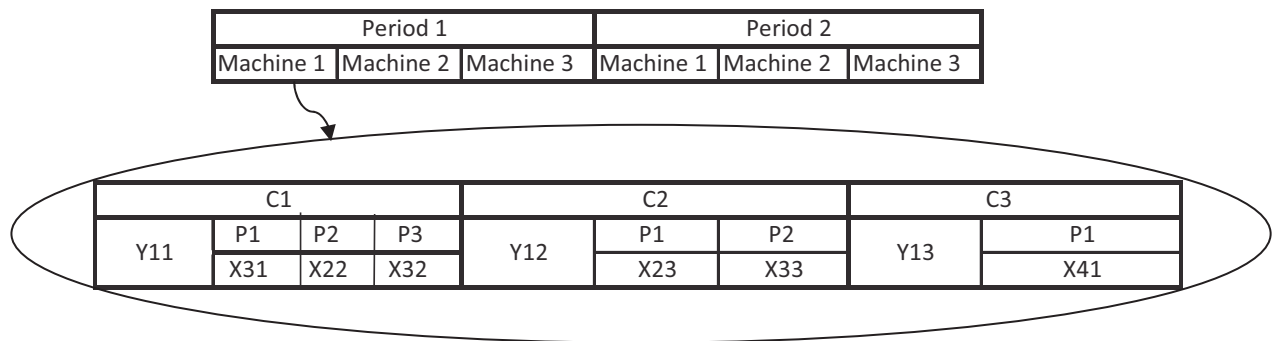 Period 1 Period 2
Machine 1 Machine 2 Machine 3 Machine 1 Machine 2 Machine 3
C1 C2 C3
Y11 P1 P2 P3 Y12 P1 P2 Y13 P1
X31 X22 X32 X23 X33 X41